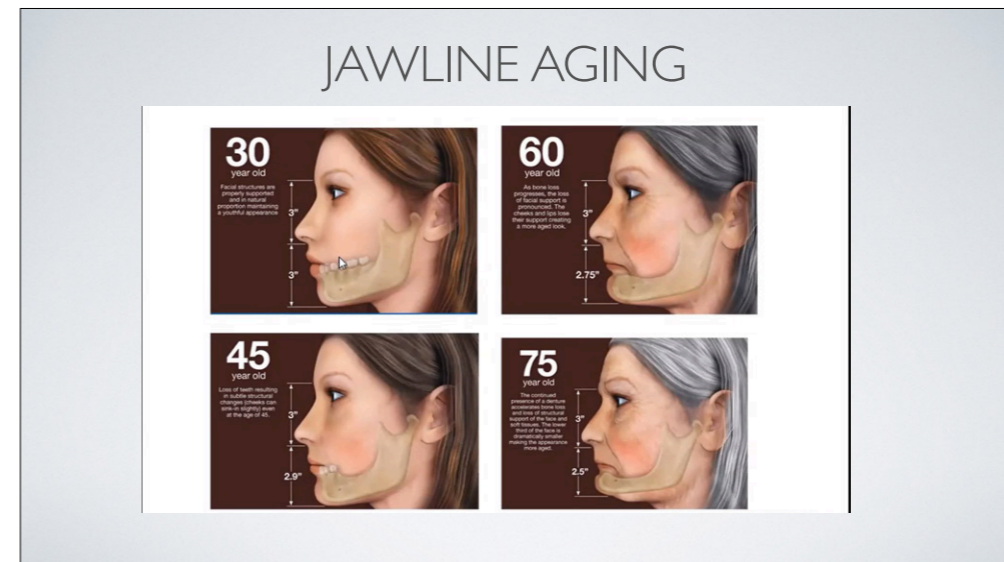 JAWLINE AGING
30
year old
Facial structures are
properly supported
and in natural
proportion maintaining
a youthful appearance
3"
3"
60
year old
As bone loss
progresses, the loss
of facial support is
pronounced. The
cheeks and lips lose
their support creating
a more aged look.
3"
2.75"
45
year old
Loss of teeth resulting
in subtle structural
changes (cheeks can
sink-in slightly) even
at the age of 45.
3"
2.9"
75
year old
The continued
presence of a denture
accelerates bone loss
and loss of structural
support of the face and
soft tissues. The lower
third of the face is
dramatically smaller
making the appearance
more aged.
3"
2.5"